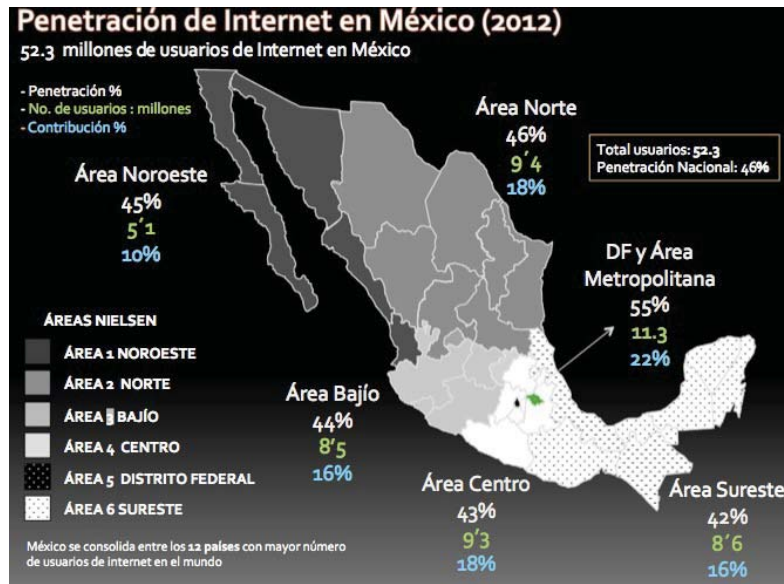 Penetración de Internet en México (2012)
52.3 millones de usuarios de Internet en México
- Penetración %
- No. de usuarios : millones
- Contribución %
Área Norte
46%
9´4
18%
Total usuarios: 52.3
Penetración Nacional: 46%
Área Noroeste
45%
5´1
10%
DF y Área
Metropolitana
55%
11.3
22%
ÁREAS NIELSEN
ÁREA 1 NOROESTE
ÁREA 2 NORTE
ÁREA 3 BAJÍO
ÁREA 4 CENTRO
ÁREA 5 DISTRITO FEDERAL
ÁREA 6 SURESTE
Área Bajío
44%
8´5
16%
Área Centro
43%
9´3
18%
Área Sureste
42%
8´6
16%
México se consolida entre los 12 países con mayor número
de usuarios de internet en el mundo